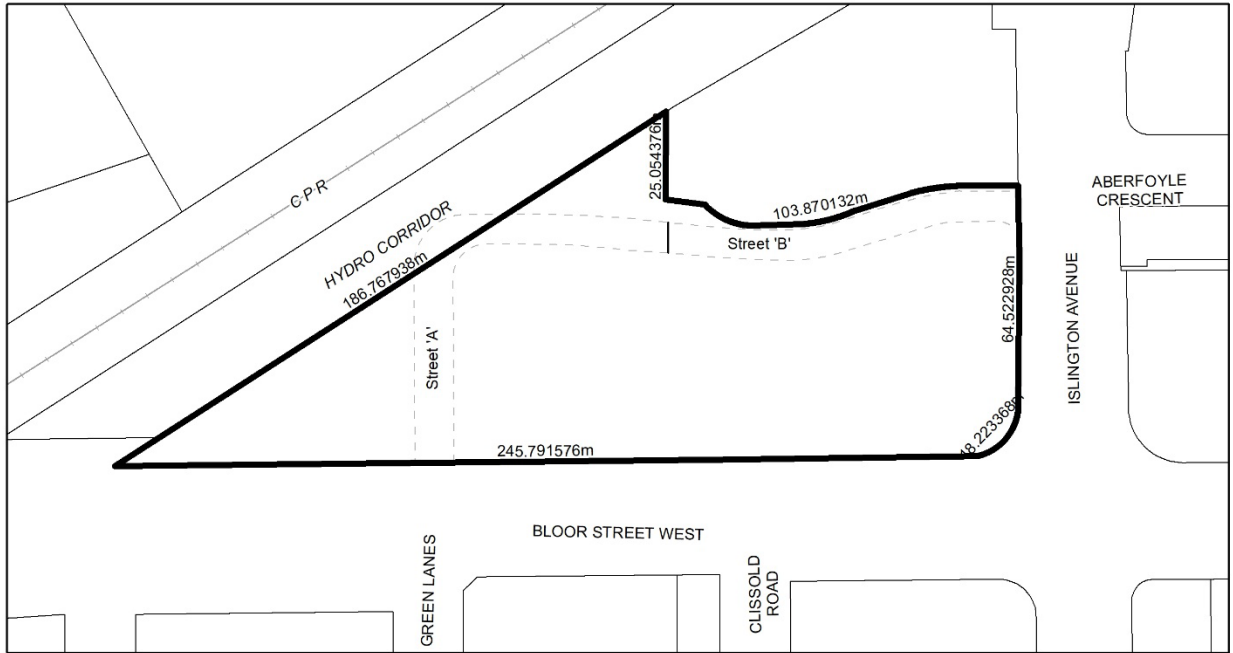 C·P·R
HYDRO CORRIDOR
186.767938m
25.054376m
103.870132m
Street 'B'
ABERFOYLE
CRESCENT
64.522928m
ISLINGTON AVENUE
Street 'A'
18.223368m
245.791576m
BLOOR STREET WEST
GREEN LANES
CLISSOLD
ROAD